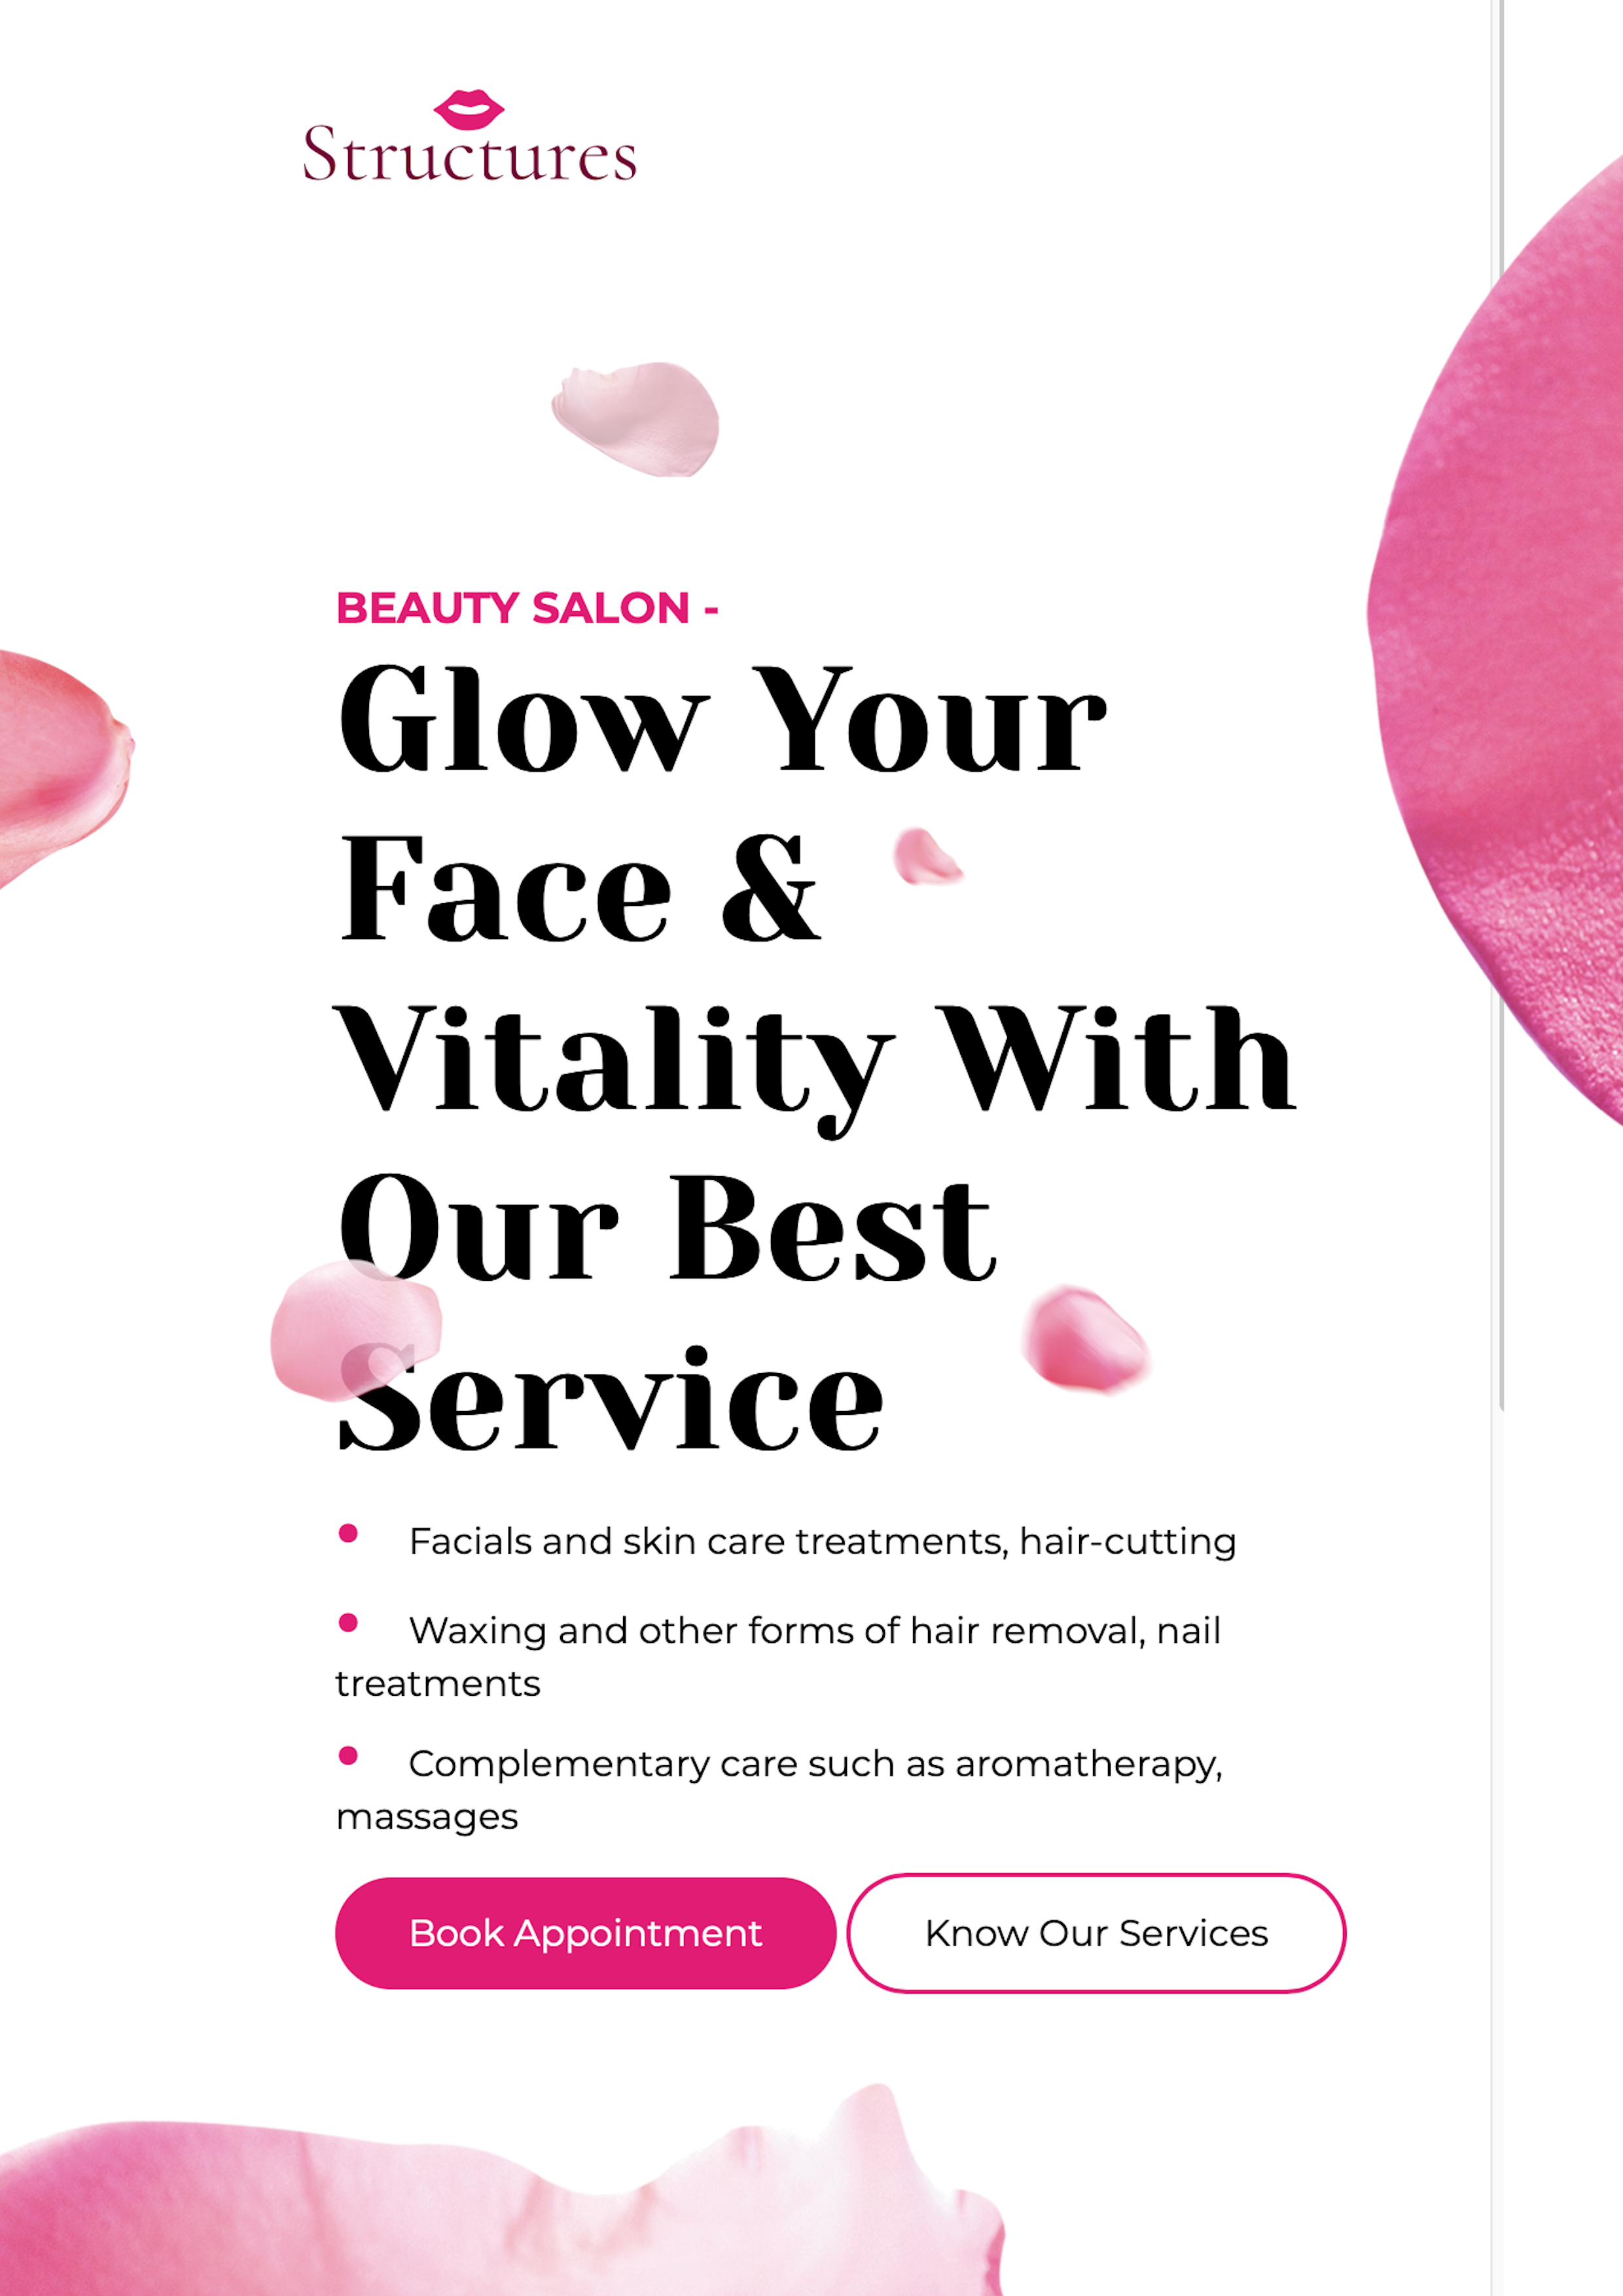 Structures
BEAUTY SALON -
Glow Your
Face &
Vitality With
Our Best
Service
• Facials and skin care treatments, hair-cutting
• Waxing and other forms of hair removal, nail
treatments
• Complementary care such as aromatherapy,
massages
Book Appointment
Know Our Services